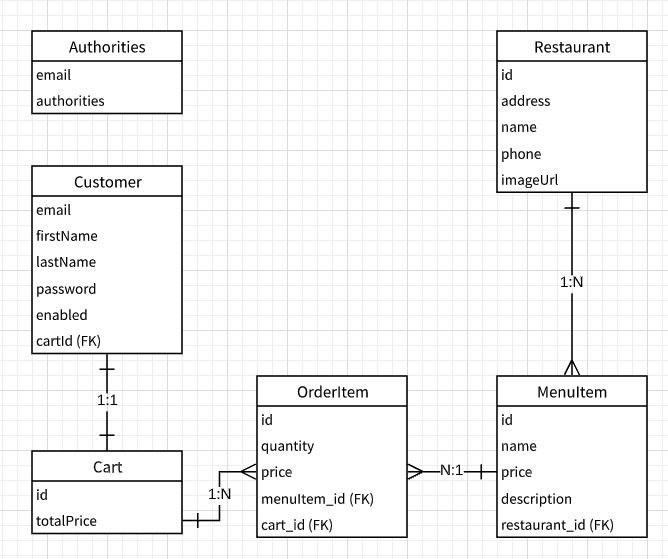 Authorities
email
authorities
Restaurant
id
address
name
phone
imageUrl
Customer
email
firstName
lastName
password
enabled
cartId (FK)
1:N
1:1
OrderItem
id
quantity
price
menuItem_id (FK)
cart_id (FK)
MenuItem
id
name
price
description
restaurant_id (FK)
Cart
id
totalPrice
1:N
N:1